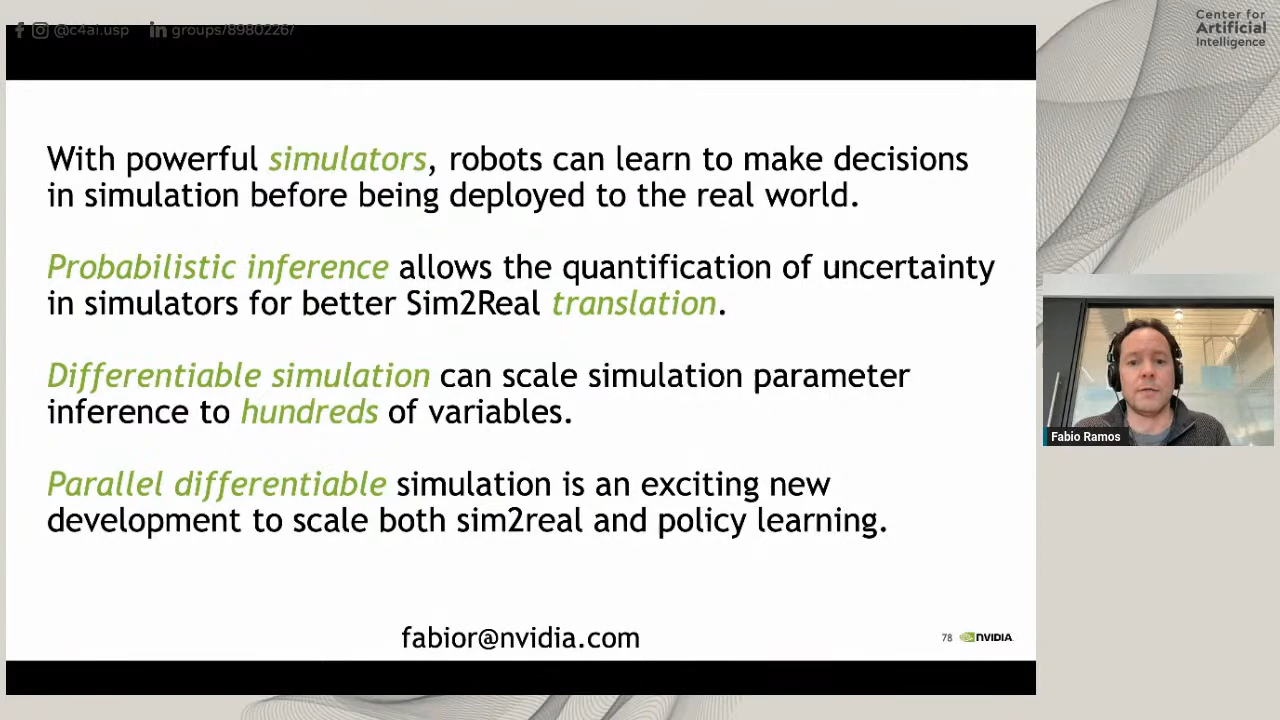 @c4ai.usp groups/8980226/
Center for
Artificial
Intelligence
With powerful simulators, robots can learn to make decisions
in simulation before being deployed to the real world.
Probabilistic inference allows the quantification of uncertainty
in simulators for better Sim2Real translation.
Differentiable simulation can scale simulation parameter
inference to hundreds of variables.
Parallel differentiable simulation is an exciting new
development to scale both sim2real and policy learning.
Fabio Ramos
fabior@nvidia.com
78 NVIDIA.